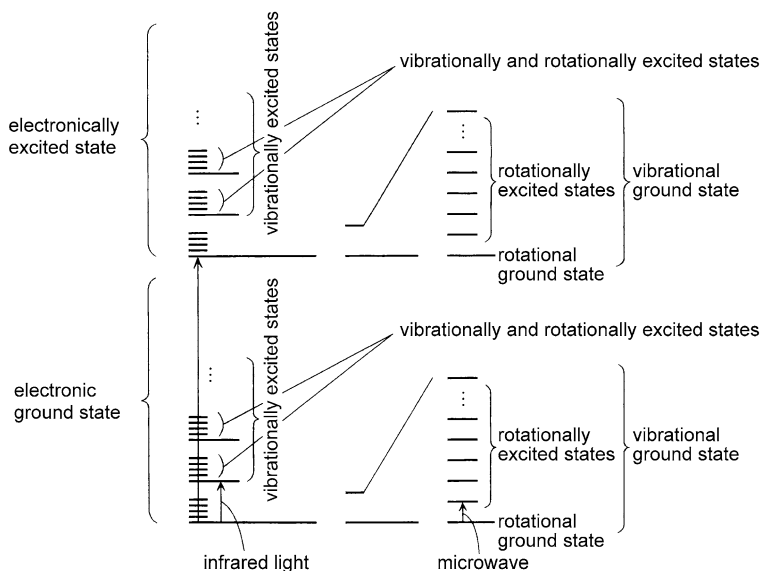 vibrationally and rotationally excited states
electronically
excited state
vibrationally excited states
rotationally
excited states
vibrational
ground state
rotational
ground state
vibrationally and rotationally excited states
electronic
ground state
vibrationally excited states
rotationally
excited states
vibrational
ground state
rotational
ground state
infrared light
microwave